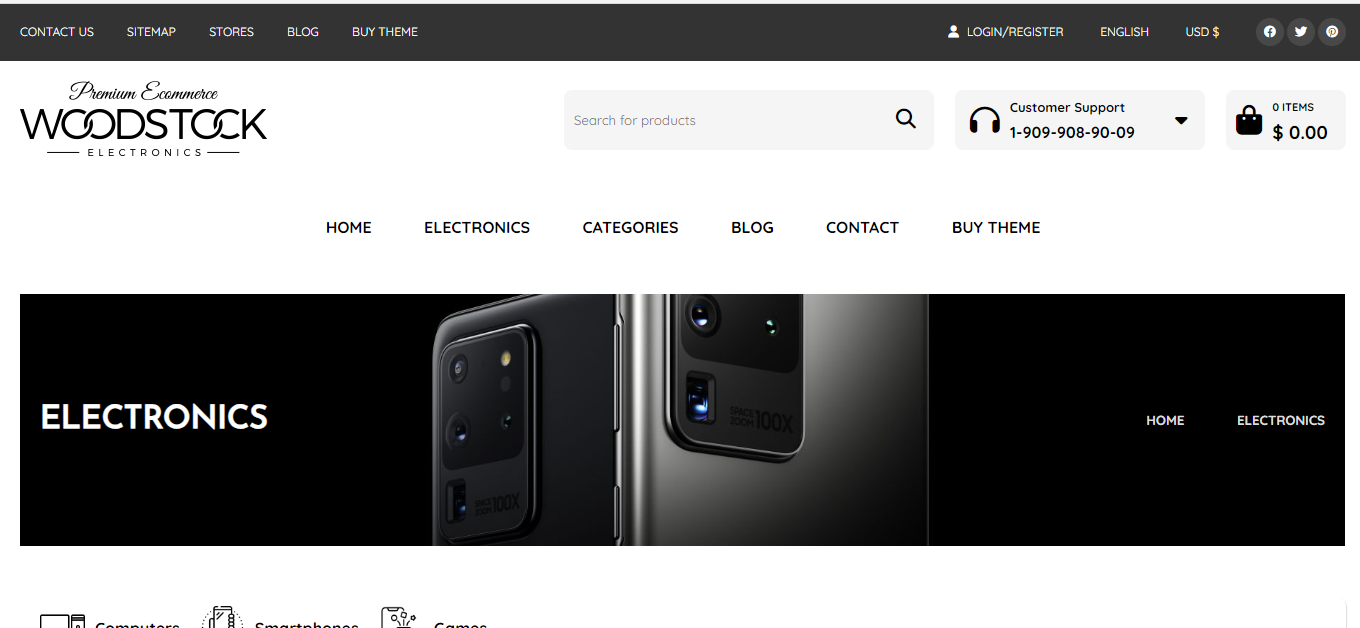 CONTACT US SITEMAP STORES BLOG BUY THEME LOGIN/REGISTER ENGLISH USD $
Premium Ecommerce
WOODSTOCK
ELECTRONICS
Search for products
Customer Support
1-909-908-90-09
0 ITEMS
$ 0.00
HOME ELECTRONICS CATEGORIES BLOG CONTACT BUY THEME
ELECTRONICS
SPACE ZOOM 100X
SPACE ZOOM 100X
HOME ELECTRONICS
Computers Smartphones Games